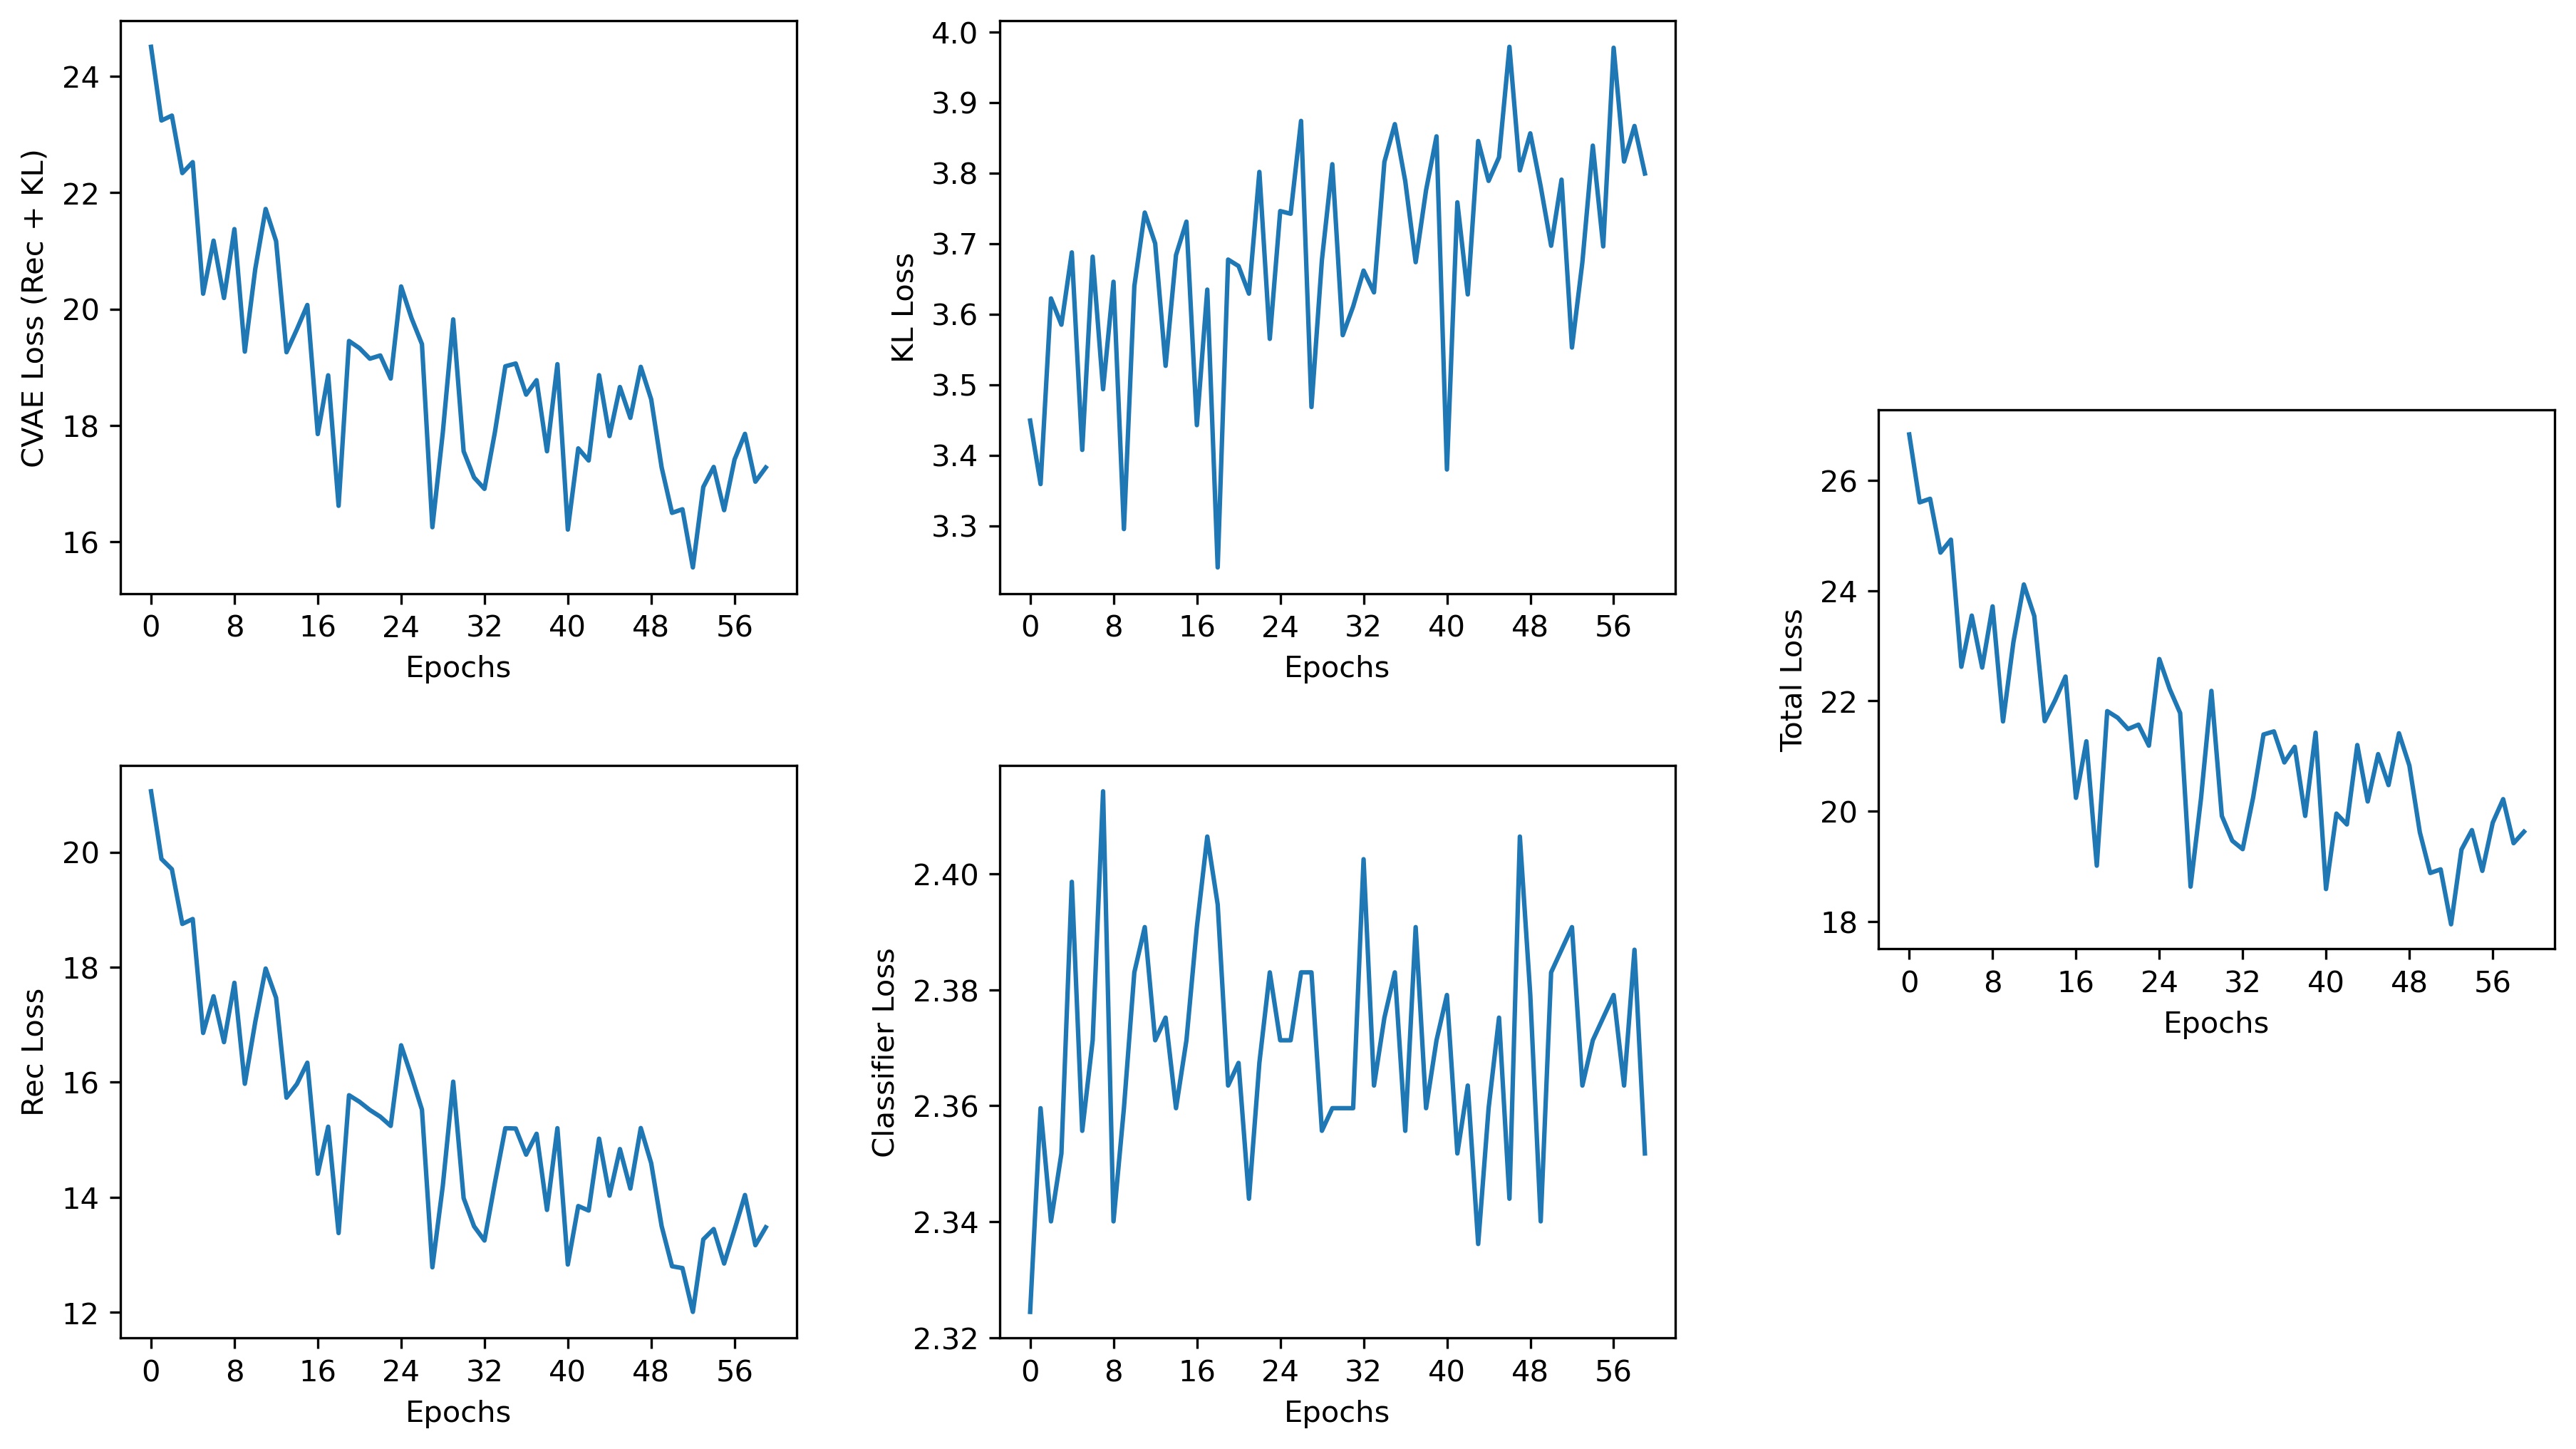 CVAE Loss (Rec + KL)
24
22
20
18
16
0 8 16 24 32 40 48 56
Epochs
KL Loss
4.0
3.9
3.8
3.7
3.6
3.5
3.4
3.3
0 8 16 24 32 40 48 56
Epochs
Rec Loss
20
18
16
14
12
0 8 16 24 32 40 48 56
Epochs
Classifier Loss
2.40
2.38
2.36
2.34
2.32
0 8 16 24 32 40 48 56
Epochs
Total Loss
26
24
22
20
18
0 8 16 24 32 40 48 56
Epochs